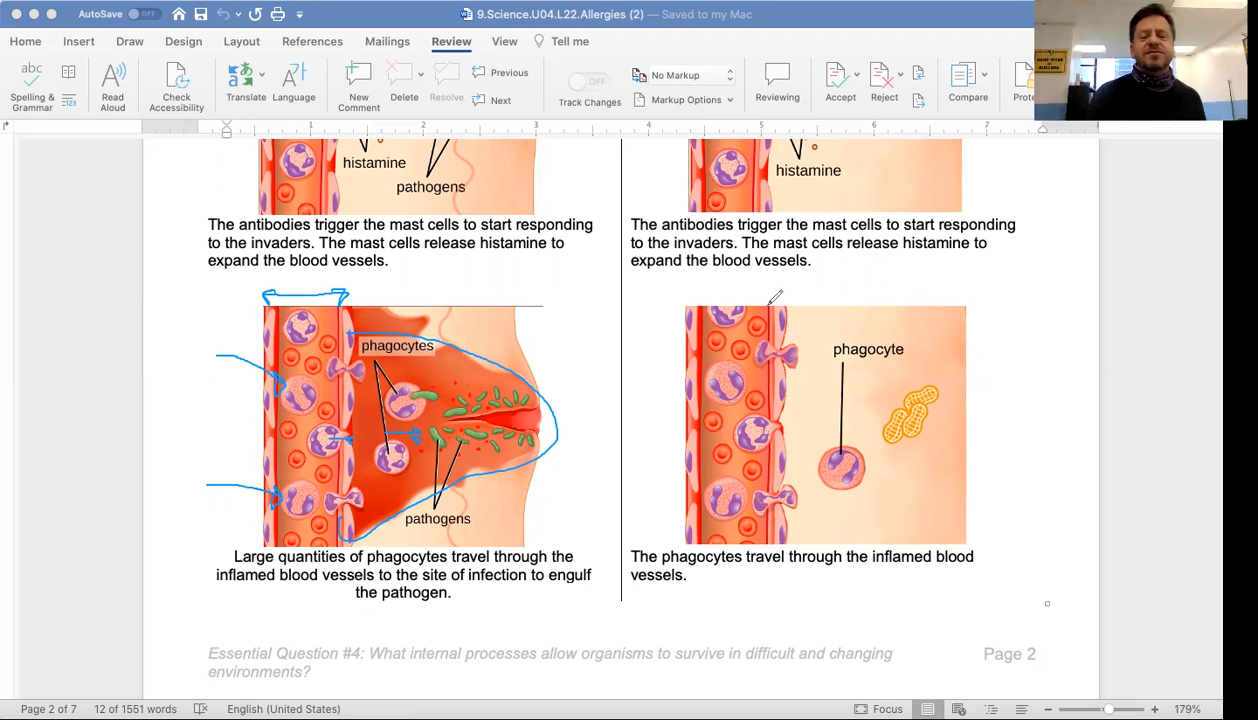 AutoSave OFF 9.Science.U04.L22.Allergies (2) — Saved to my Mac
Home Insert Draw Design Layout References Mailings Review View Tell me
abc
Spelling & Grammar
Read Aloud
Check Accessibility
Translate
Language
New Comment
Delete
Resolve
Previous
Next
OFF
Track Changes
No Markup
Markup Options
Reviewing
Accept
Reject
Compare
1 2 3 5 6 7
histamine
pathogens
The antibodies trigger the mast cells to start responding
to the invaders. The mast cells release histamine to
expand the blood vessels.
phagocytes
pathogens
Large quantities of phagocytes travel through the
inflamed blood vessels to the site of infection to engulf
the pathogen.
histamine
The antibodies trigger the mast cells to start responding
to the invaders. The mast cells release histamine to
expand the blood vessels.
phagocyte
The phagocytes travel through the inflamed blood
vessels.
Essential Question #4: What internal processes allow organisms to survive in difficult and changing
environments?
Page 2
Page 2 of 7 12 of 1551 words English (United States) Focus 179%